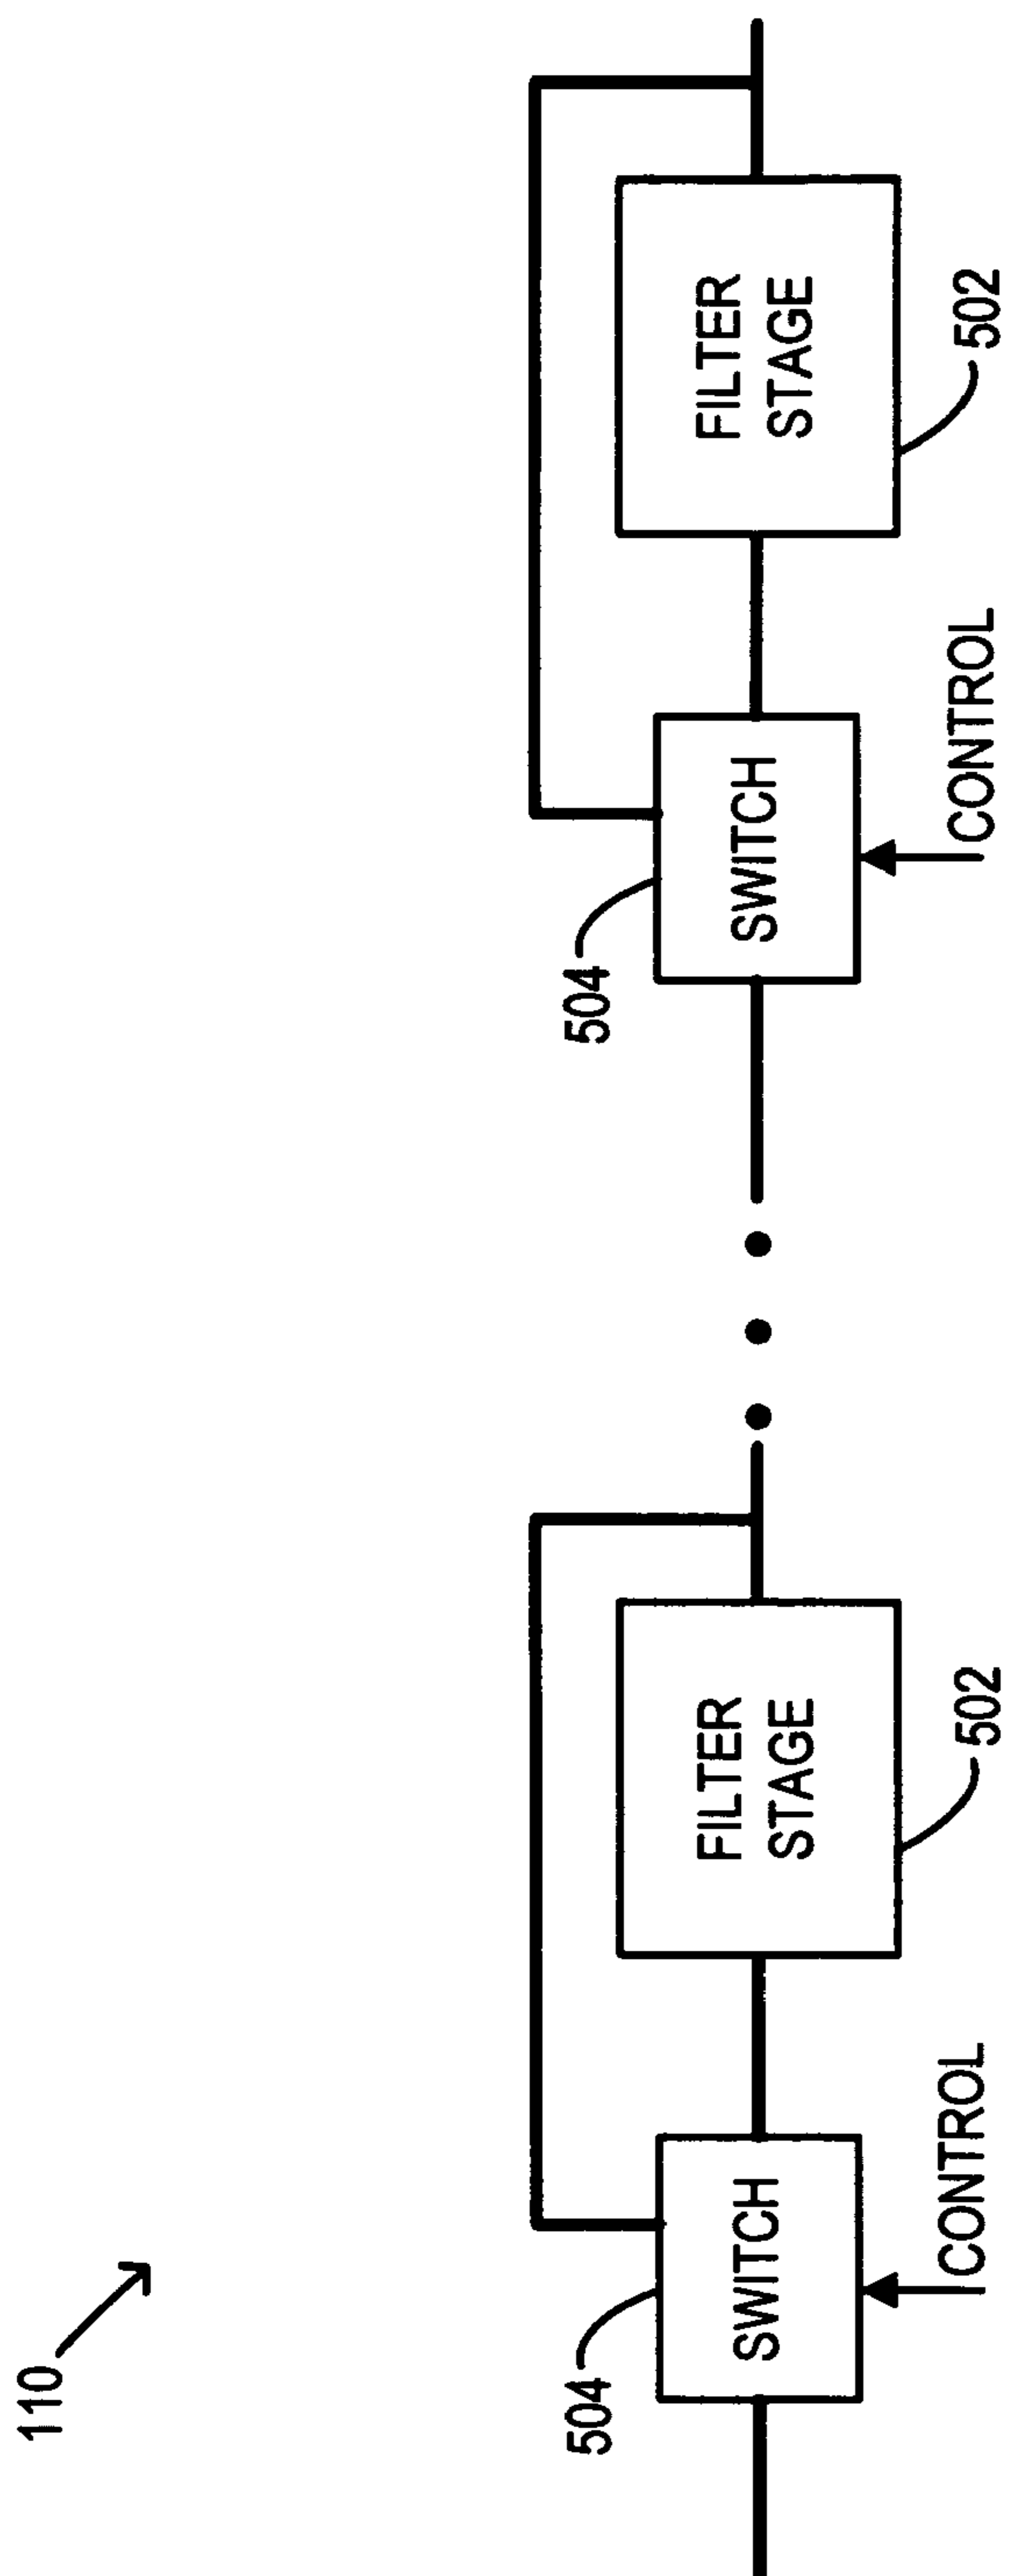 110
504
SWITCH
CONTROL
FILTER
STAGE
502
504
SWITCH
CONTROL
FILTER
STAGE
502